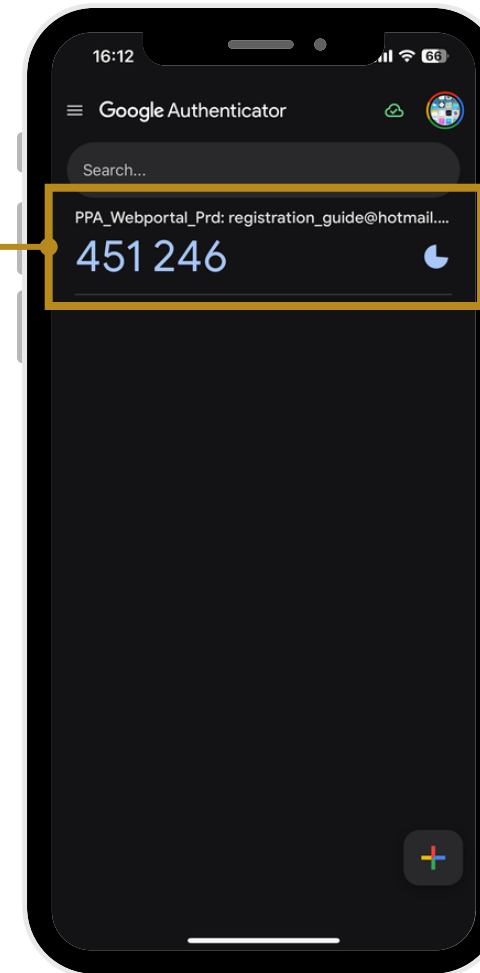 16:12
66
Google Authenticator
Search...
PPA_Webportal_Prd: registration_guide@hotmail....
451 246